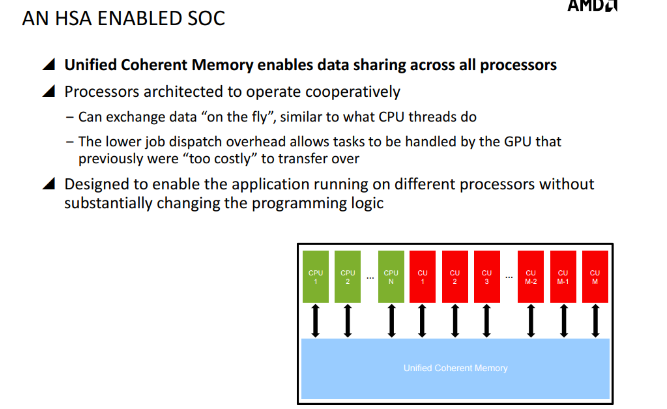 AMD
AN HSA ENABLED SOC
Unified Coherent Memory enables data sharing across all processors
Processors architected to operate cooperatively
– Can exchange data “on the fly”, similar to what CPU threads do
– The lower job dispatch overhead allows tasks to be handled by the GPU that
previously were “too costly” to transfer over
Designed to enable the application running on different processors without
substantially changing the programming logic
CPU
1
CPU
2
...
CPU
N
CU
1
CU
2
CU
3
...
CU
M-2
CU
M-1
CU
M
Unified Coherent Memory